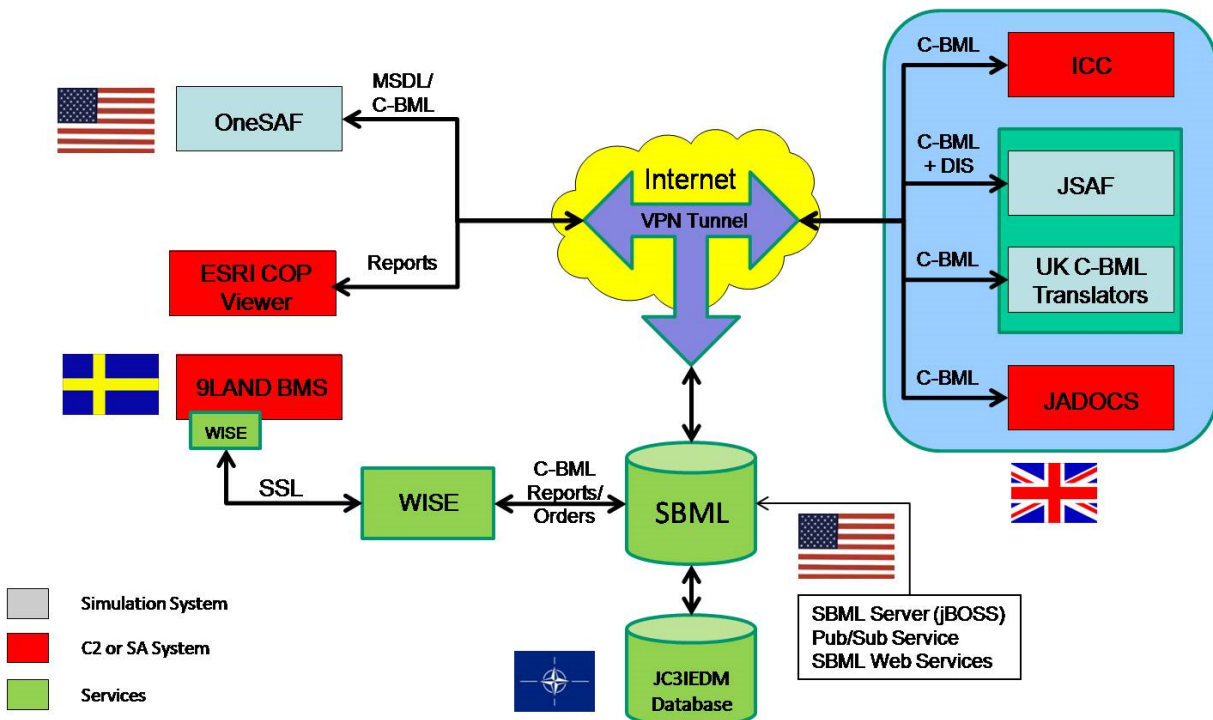 MSDL/
C-BML
OneSAF
Reports
ESRI COP
Viewer
9LAND BMS
WISE
SSL
WISE
C-BML
Reports/
Orders
Internet
VPN Tunnel
SBML
JC3IEDM
Database
C-BML
ICC
C-BML
+ DIS
JSAF
C-BML
UK C-BML
Translators
C-BML
JADOCS
SBML Server (jBOSS)
Pub/Sub Service
SBML Web Services
Simulation System
C2 or SA System
Services